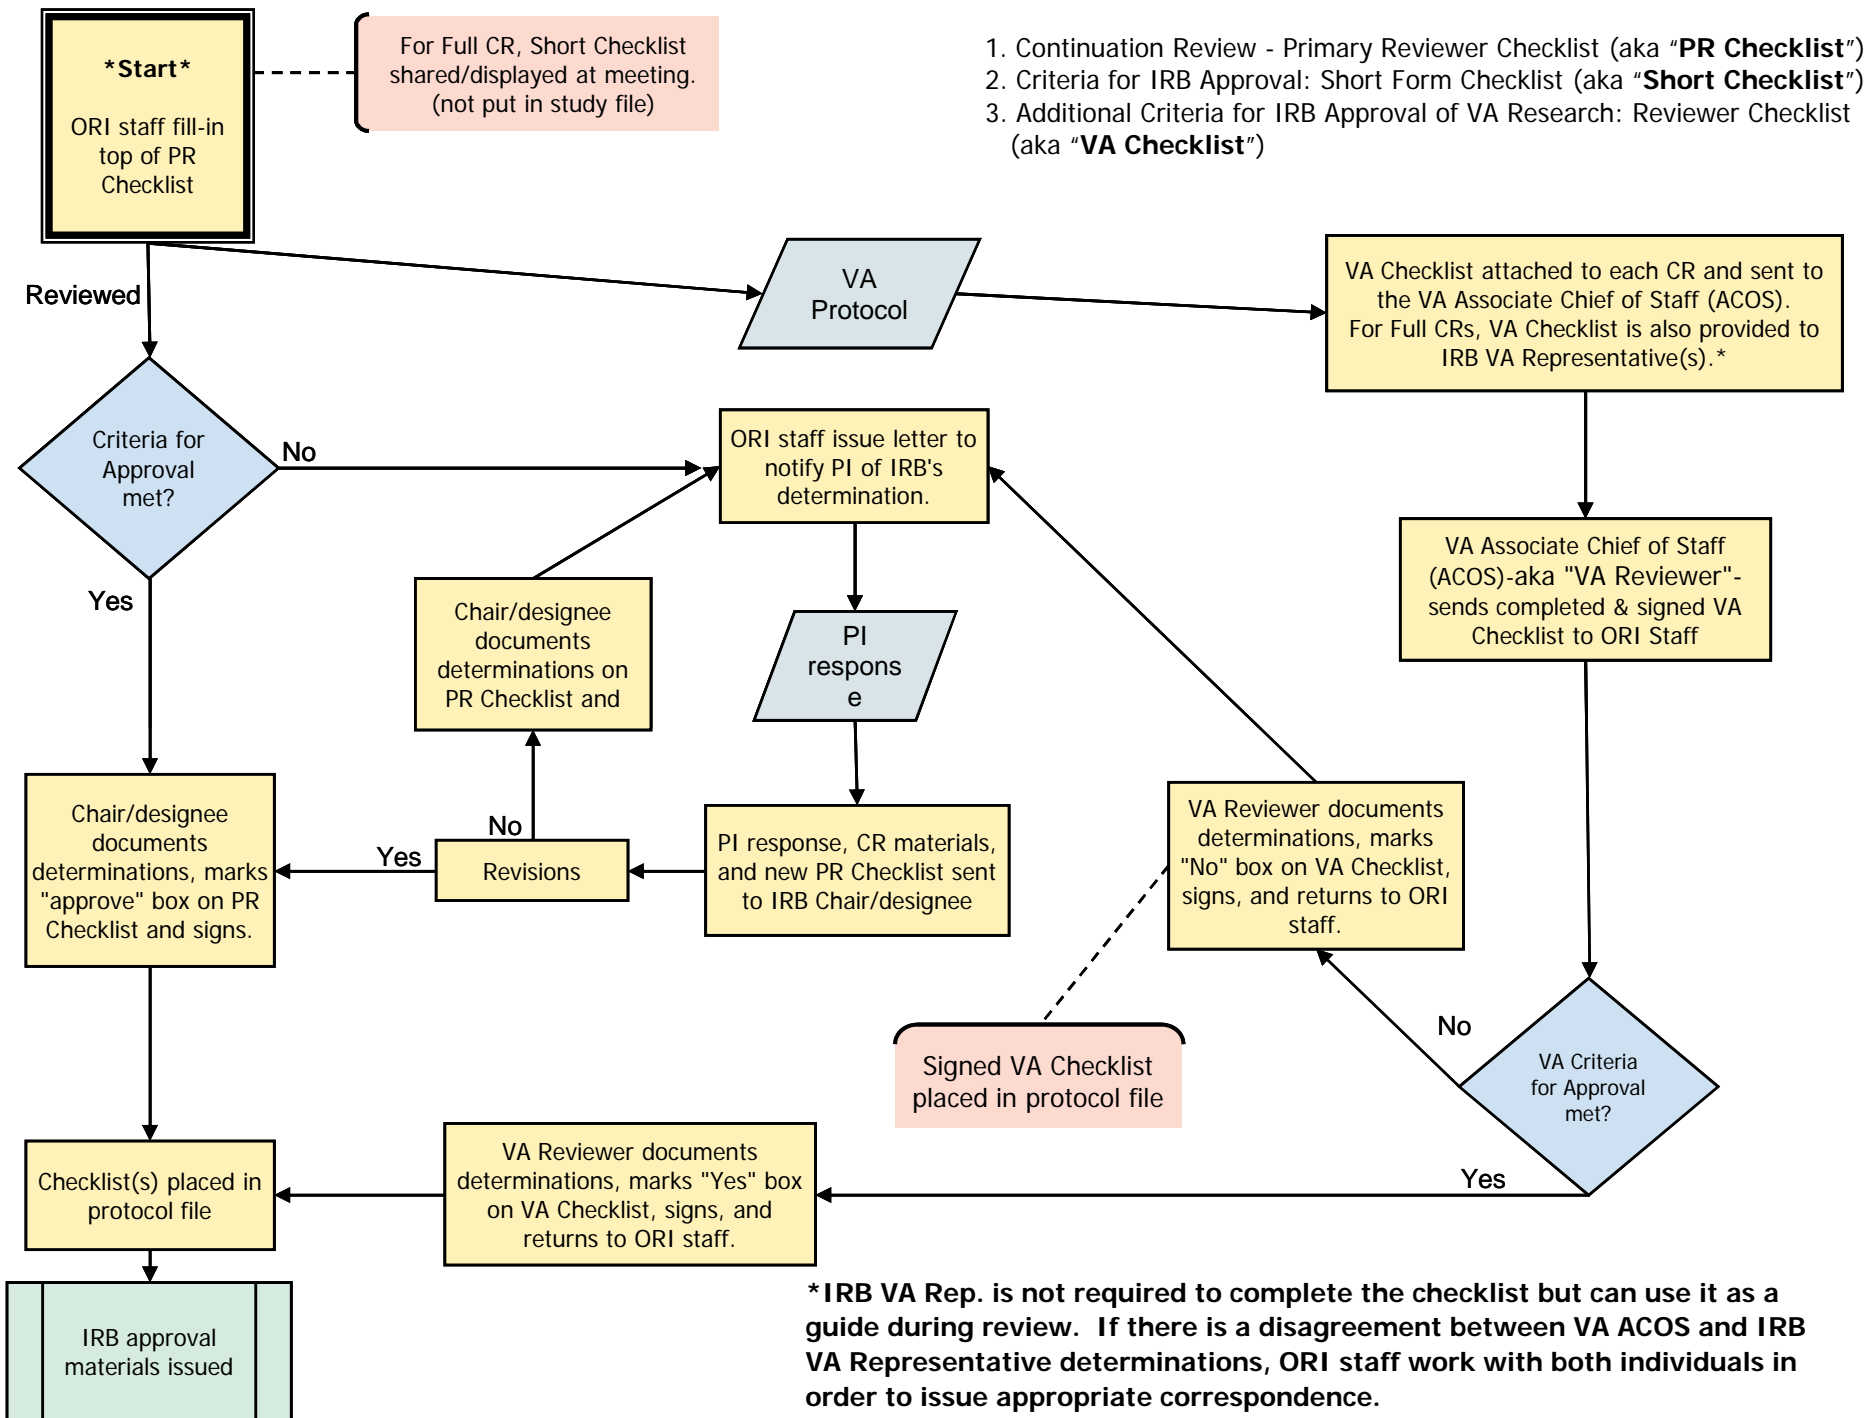 *Start*
ORI staff fill-in
top of PR
Checklist
For Full CR, Short Checklist
shared/displayed at meeting.
(not put in study file)
1. Continuation Review - Primary Reviewer Checklist (aka “PR Checklist”)
2. Criteria for IRB Approval: Short Form Checklist (aka “Short Checklist”)
3. Additional Criteria for IRB Approval of VA Research: Reviewer Checklist
(aka “VA Checklist”)
Reviewed
VA
Protocol
VA Checklist attached to each CR and sent to
the VA Associate Chief of Staff (ACOS).
For Full CRs, VA Checklist is also provided to
IRB VA Representative(s).*
Criteria for
Approval
met?
No
Yes
ORI staff issue letter to
notify PI of IRB's
determination.
VA Associate Chief of Staff
(ACOS)-aka "VA Reviewer"-
sends completed & signed VA
Checklist to ORI Staff
Chair/designee
documents
determinations on
PR Checklist and
PI
respons
e
Chair/designee
documents
determinations, marks
"approve" box on PR
Checklist and signs.
Yes
No
Revisions
PI response, CR materials,
and new PR Checklist sent
to IRB Chair/designee
VA Reviewer documents
determinations, marks
"No" box on VA Checklist,
signs, and returns to ORI
staff.
Signed VA Checklist
placed in protocol file
No
VA Criteria
for Approval
met?
Yes
Checklist(s) placed in
protocol file
VA Reviewer documents
determinations, marks "Yes" box
on VA Checklist, signs, and
returns to ORI staff.
IRB approval
materials issued
*IRB VA Rep. is not required to complete the checklist but can use it as a
guide during review.  If there is a disagreement between VA ACOS and IRB
VA Representative determinations, ORI staff work with both individuals in
order to issue appropriate correspondence.